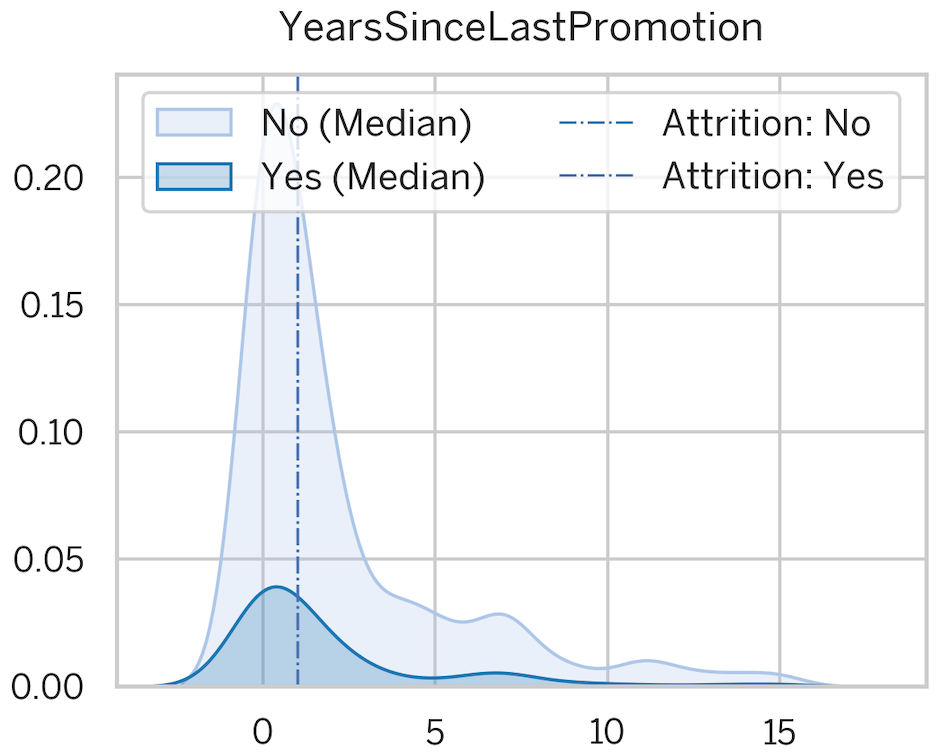 YearsSinceLastPromotion
No (Median) Attrition: No
Yes (Median) Attrition: Yes
0.20
0.15
0.10
0.05
0.00
0 5 10 15